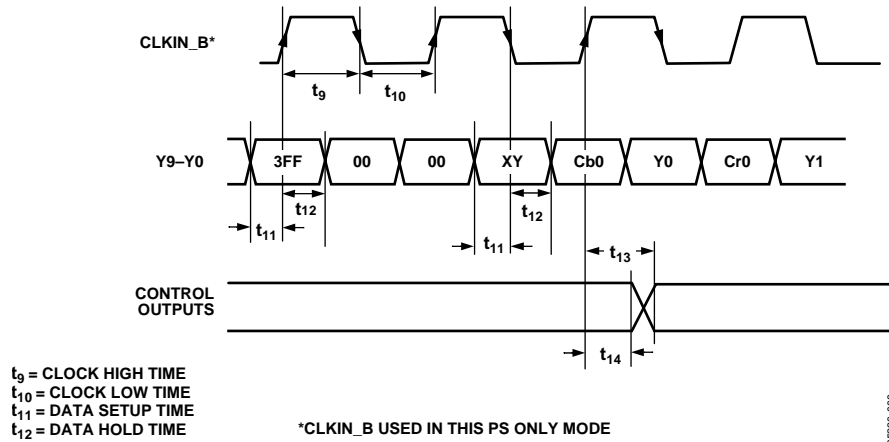 CLKIN_B*
t9
t10
Y9–Y0
3FF
00
00
XY
Cb0
Y0
Cr0
Y1
t12
t12
t11
t11
t13
CONTROL
OUTPUTS
t14
t9 = CLOCK HIGH TIME
t10 = CLOCK LOW TIME
t11 = DATA SETUP TIME
t12 = DATA HOLD TIME
*CLKIN_B USED IN THIS PS ONLY MODE